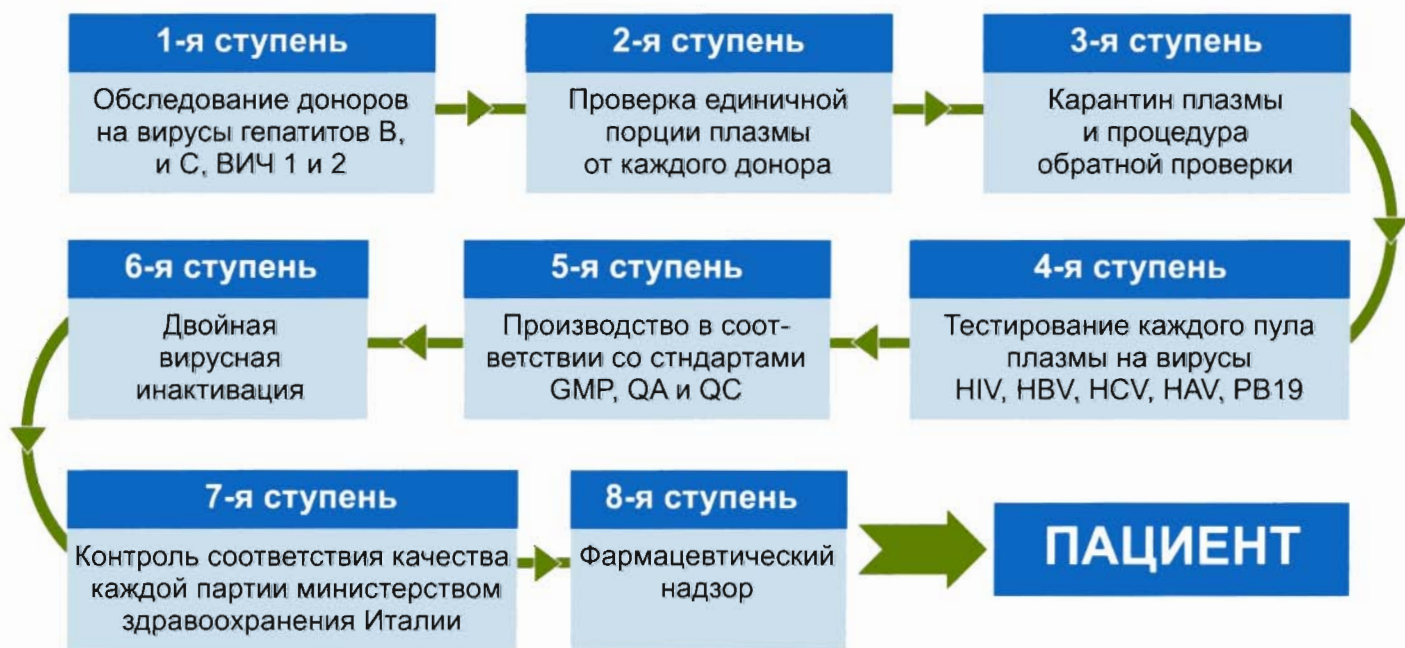 1-я ступень
Обследование доноров
на вирусы гепатитов В,
и С, ВИЧ 1 и 2
2-я ступень
Проверка единичной
порции плазмы
от каждого донора
3-я ступень
Карантин плазмы
и процедура
обратной проверки
4-я ступень
Тестирование каждого пула
плазмы на вирусы
HIV, HBV, HCV, HAV, PB19
5-я ступень
Производство в соот-
ветствии со стндартами
GMP, QA и QC
6-я ступень
Двойная
вирусная
инактивация
7-я ступень
Контроль соответствия качества
каждой партии министерством
здравоохранения Италии
8-я ступень
Фармацевтический
надзор
ПАЦИЕНТ